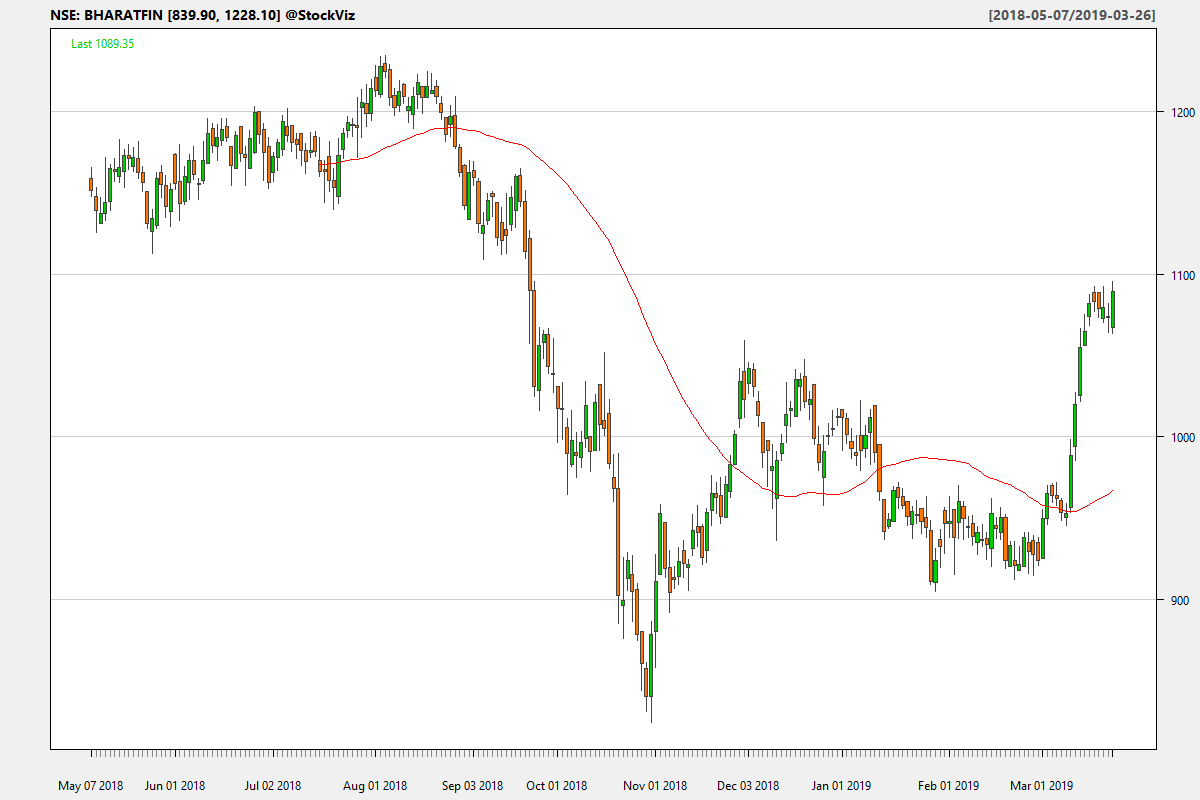 NSE: BHARATFIN [839.90, 1228.10] @StockViz [2018-05-07/2019-03-26]
Last 1089.35
1200
1100
1000
900
May 07 2018 Jun 01 2018 Jul 02 2018 Aug 01 2018 Sep 03 2018 Oct 01 2018 Nov 01 2018 Dec 03 2018 Jan 01 2019 Feb 01 2019 Mar 01 2019